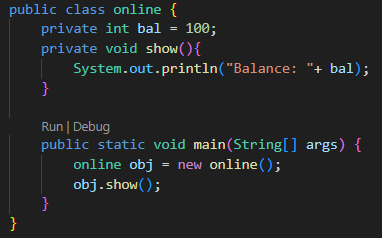 public class online {
    private int bal = 100;
    private void show(){
        System.out.println("Balance: "+ bal);
    }
    Run | Debug
    public static void main(String[] args) {
        online obj = new online();
        obj.show();
    }
}